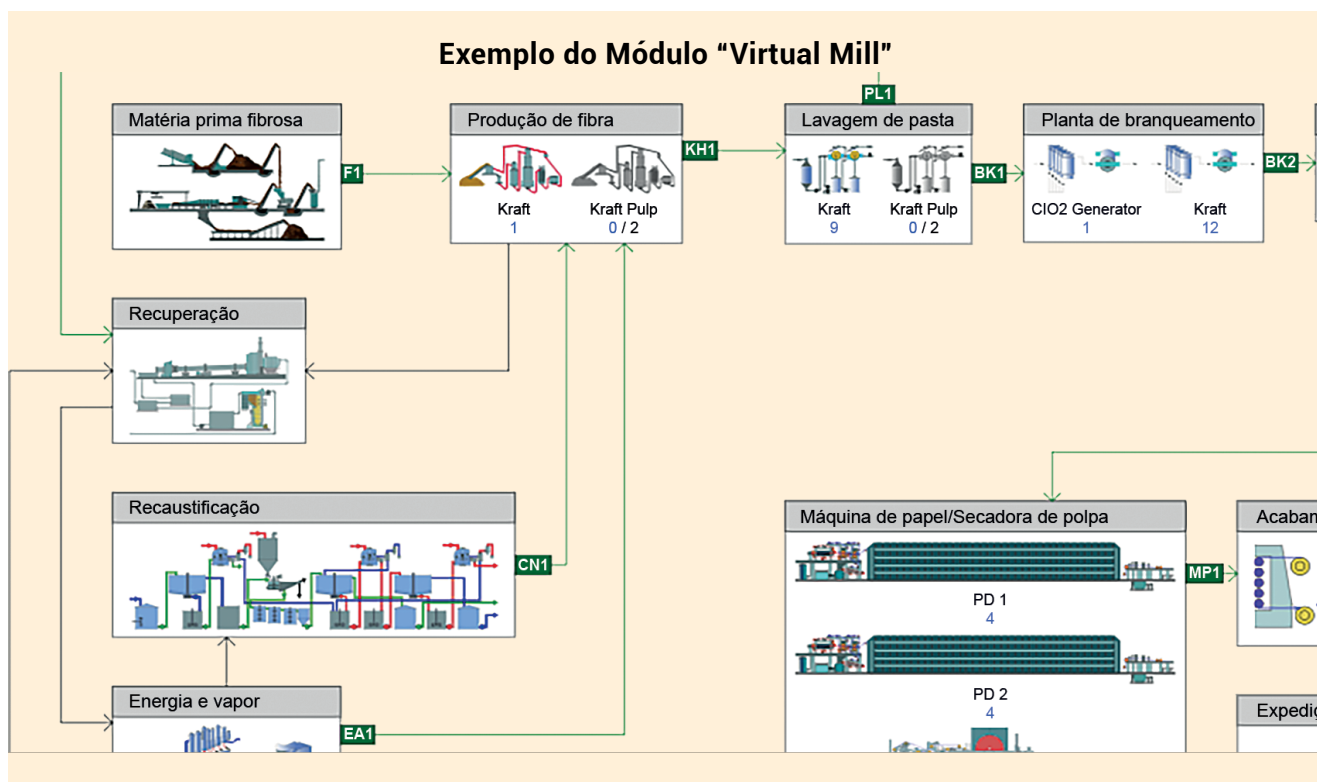 Exemplo do Módulo “Virtual Mill”
PL1
Matéria prima fibrosa
F1
Produção de fibra
Kraft
1
Kraft Pulp
0 / 2
KH1
Lavagem de pasta
Kraft
9
Kraft Pulp
0 / 2
BK1
Planta de branqueamento
ClO2 Generator
1
Kraft
12
BK2
Recuperação
Recaustificação
CN1
Energia e vapor
EA1
Máquina de papel/Secadora de polpa
PD 1
4
PD 2
4
MP1
Acabam
Expediç